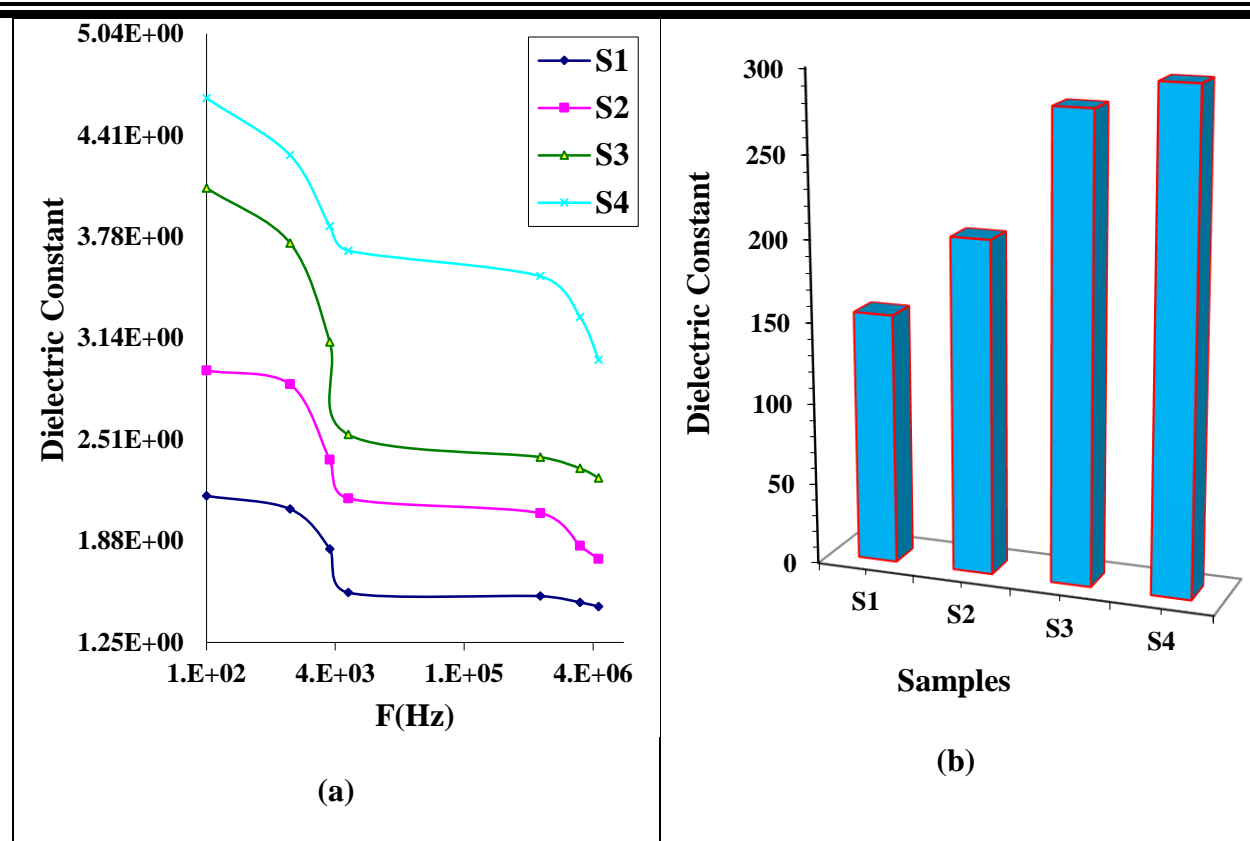 5.04E+00
4.41E+00
3.78E+00
3.14E+00
2.51E+00
1.88E+00
1.25E+00
Dielectric Constant
1.E+02 4.E+03 1.E+05 4.E+06
F(Hz)
S1
S2
S3
S4
(a)
300
250
200
150
100
50
0
Dielectric Constant
S1
S2
S3
S4
Samples
(b)